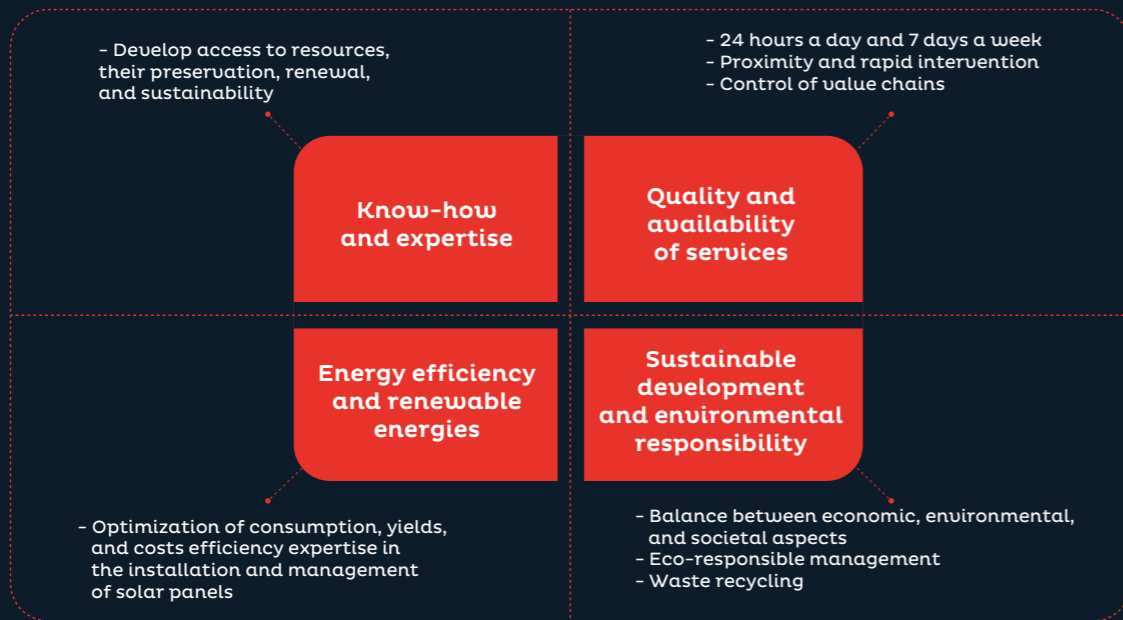 - Develop access to resources,
their preservation, renewal,
and sustainability
- 24 hours a day and 7 days a week
- Proximity and rapid intervention
- Control of value chains
Know-how
and expertise
Quality and
availability
of services
Energy efficiency
and renewable
energies
Sustainable
development
and environmental
responsibility
- Optimization of consumption, yields,
and costs efficiency expertise in
the installation and management
of solar panels
- Balance between economic, environmental,
and societal aspects
- Eco-responsible management
- Waste recycling